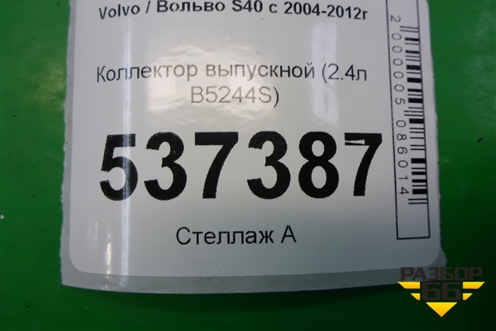 Volvo / Вольво S40 с 2004-2012г
Коллектор выпускной (2.4л
B5244S)
537387
Стеллаж А
2000005086014
РАЗБОР
66